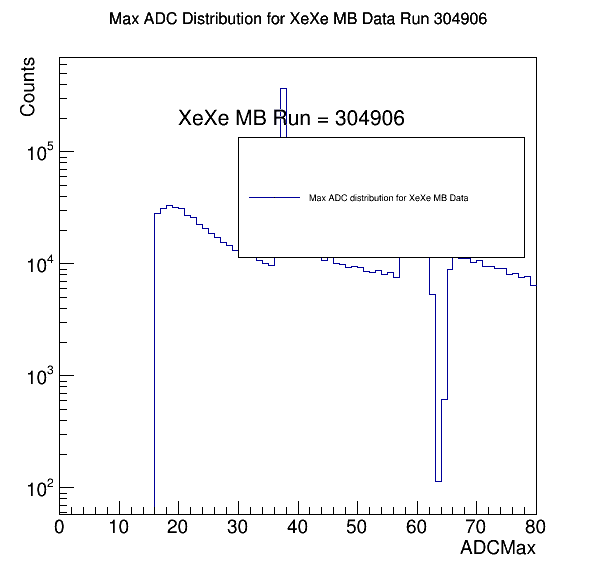 Max ADC Distribution for XeXe MB Data Run 304906
Counts
XeXe MB Run = 304906
Max ADC distribution for XeXe MB Data
10^5
10^4
10^3
10^2
0 10 20 30 40 50 60 70 80
ADCMax